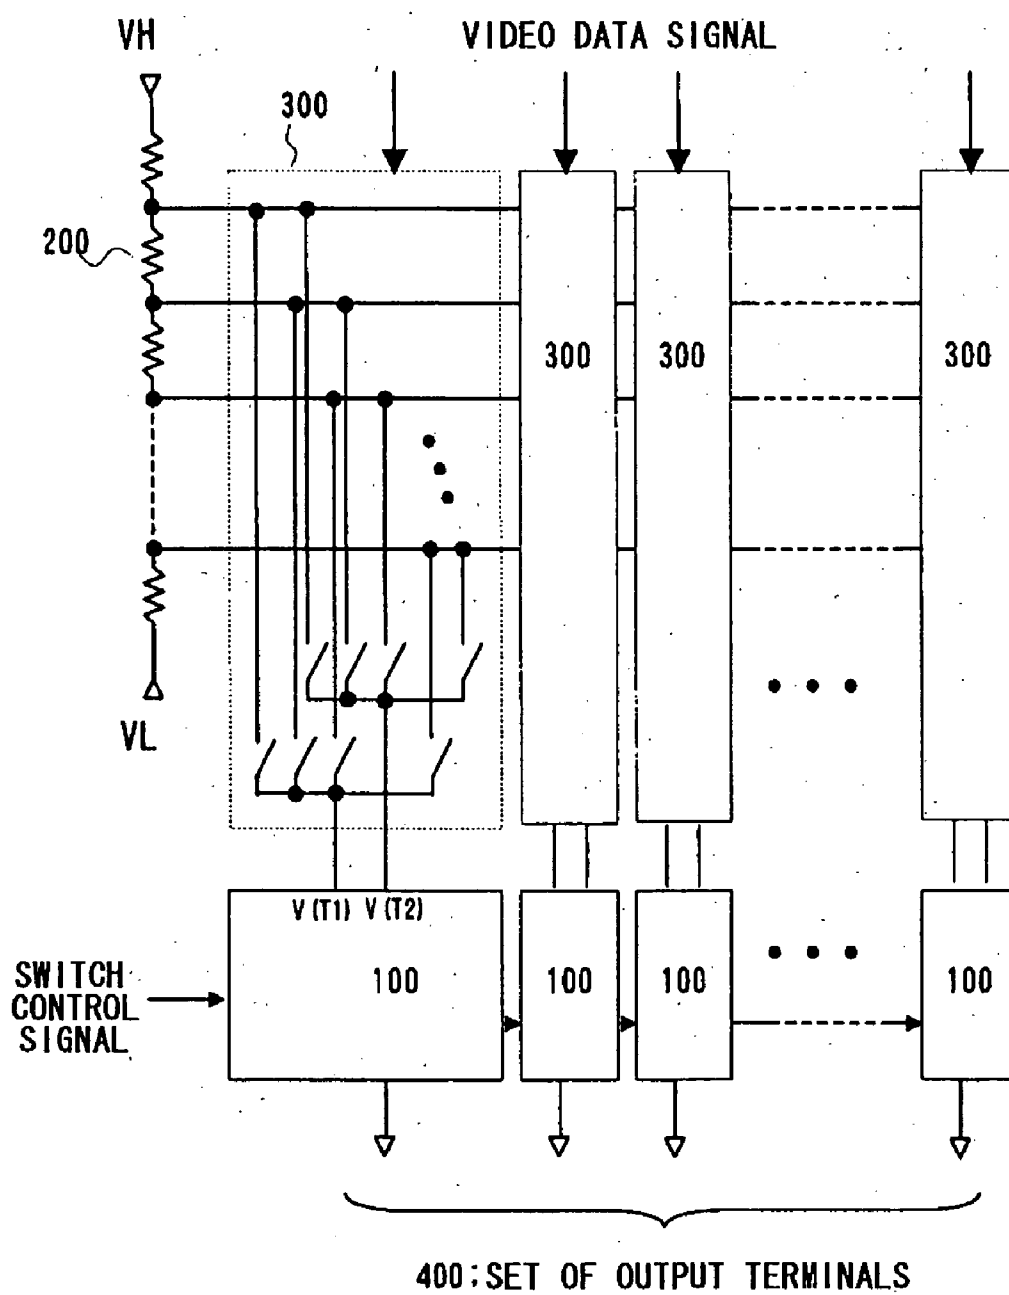 VH
VIDEO DATA SIGNAL
300
200
300
300
300
VL
V(T1) V(T2)
100
100
100
100
SWITCH
CONTROL
SIGNAL
400;SET OF OUTPUT TERMINALS